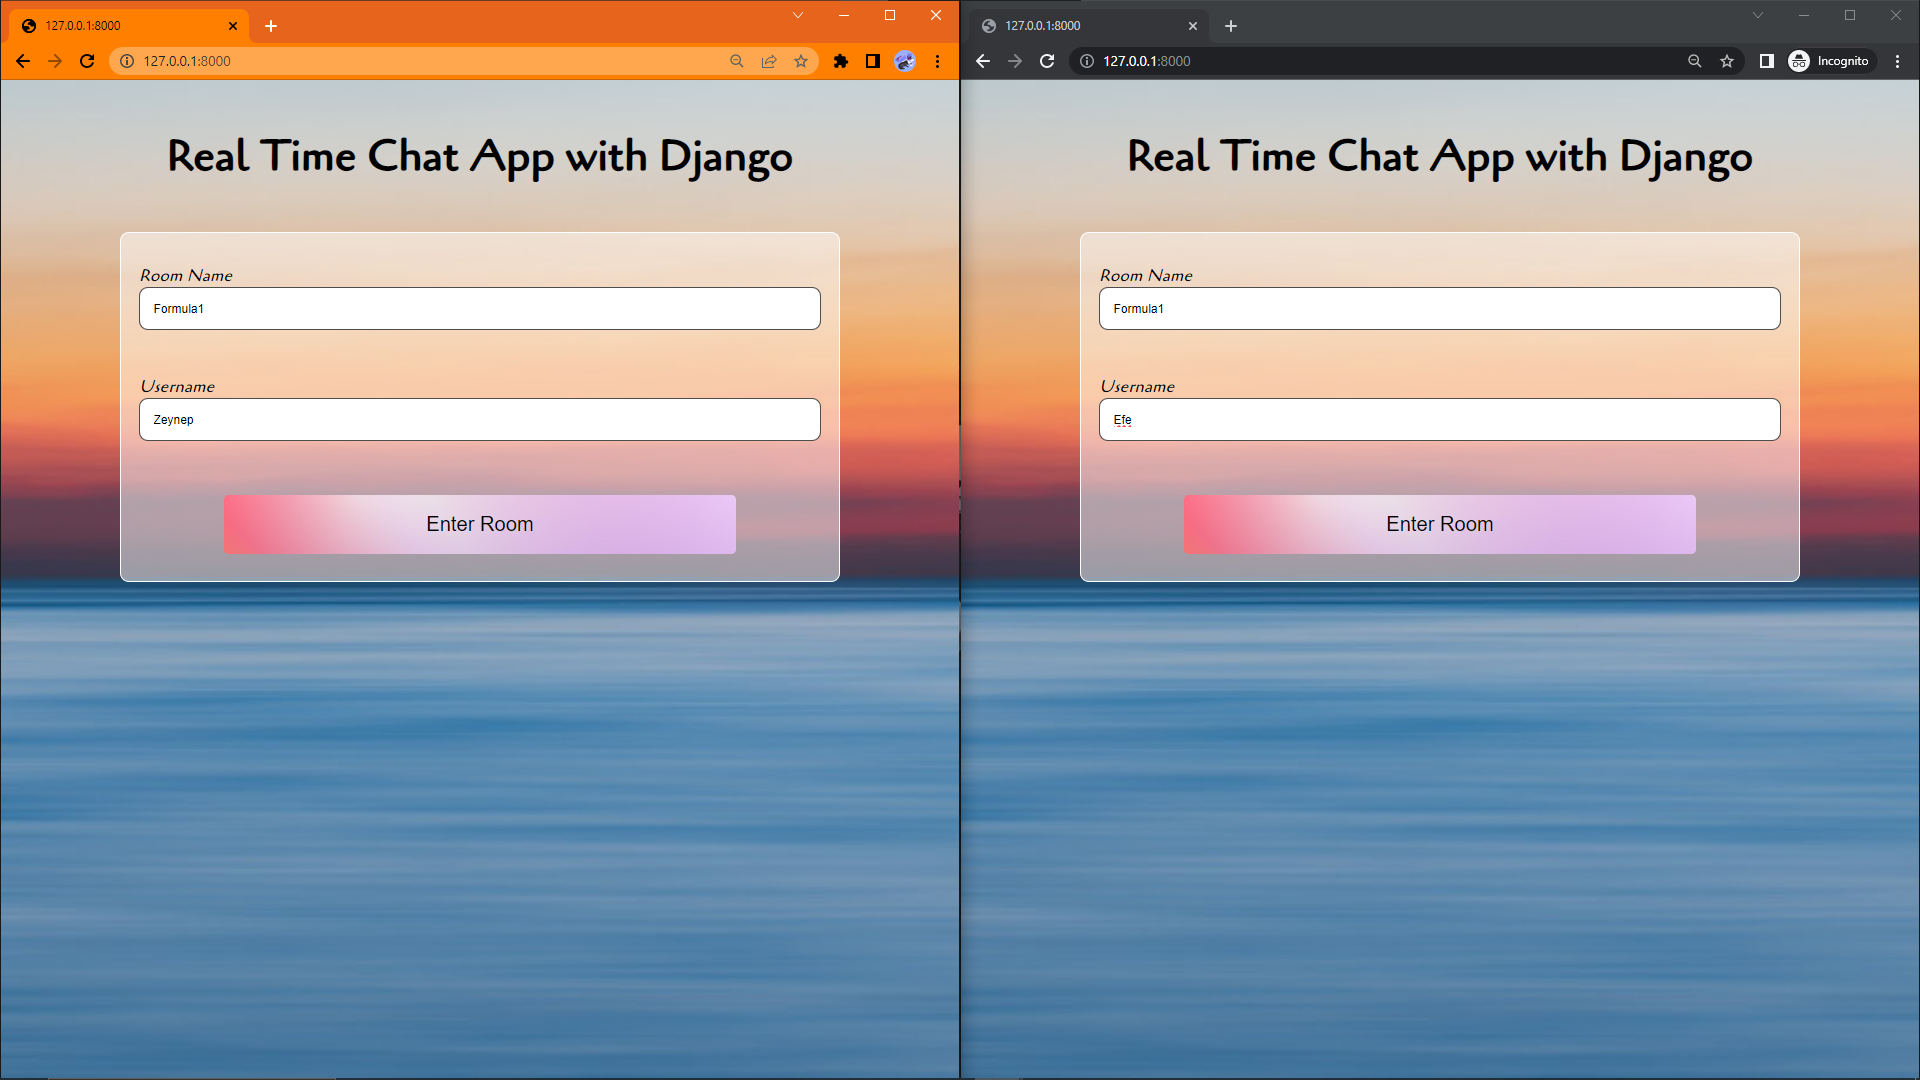 127.0.0.1:8000
127.0.0.1:8000
Real Time Chat App with Django
Room Name
Formula1
Username
Zeynep
Enter Room
127.0.0.1:8000
127.0.0.1:8000
Incognito
Real Time Chat App with Django
Room Name
Formula1
Username
Efe
Enter Room